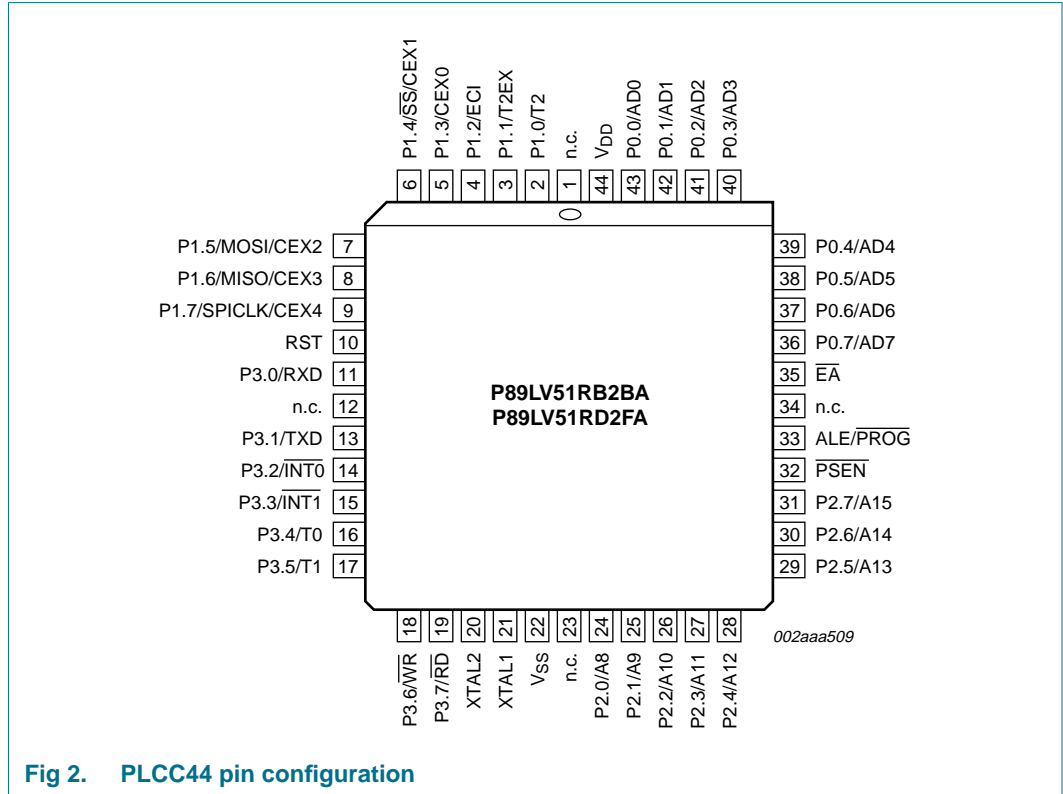 P1.4/S̅S̅/CEX1
P1.3/CEX0
P1.2/ECI
P1.1/T2EX
P1.0/T2
n.c.
VDD
P0.0/AD0
P0.1/AD1
P0.2/AD2
P0.3/AD3
6 5 4 3 2 1 44 43 42 41 40
P1.5/MOSI/CEX2 7
P1.6/MISO/CEX3 8
P1.7/SPICLK/CEX4 9
RST 10
P3.0/RXD 11
n.c. 12
P3.1/TXD 13
P3.2/I̅N̅T̅0̅ 14
P3.3/I̅N̅T̅1̅ 15
P3.4/T0 16
P3.5/T1 17
P89LV51RB2BA
P89LV51RD2FA
39 P0.4/AD4
38 P0.5/AD5
37 P0.6/AD6
36 P0.7/AD7
35 E̅A̅
34 n.c.
33 ALE/P̅R̅O̅G̅
32 P̅S̅E̅N̅
31 P2.7/A15
30 P2.6/A14
29 P2.5/A13
18 19 20 21 22 23 24 25 26 27 28
P3.6/W̅R̅
P3.7/R̅D̅
XTAL2
XTAL1
VSS
n.c.
P2.0/A8
P2.1/A9
P2.2/A10
P2.3/A11
P2.4/A12
002aaa509
Fig 2. PLCC44 pin configuration